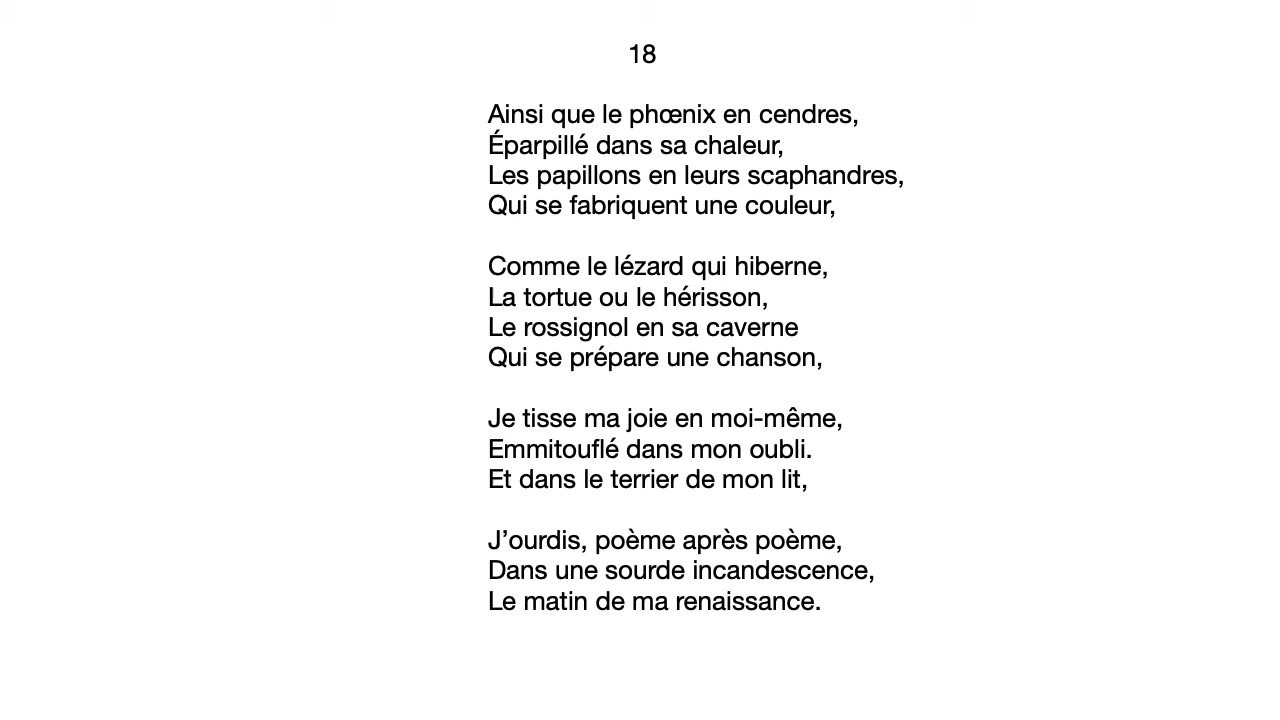 18
Ainsi que le phœnix en cendres,
Éparpillé dans sa chaleur,
Les papillons en leurs scaphandres,
Qui se fabriquent une couleur,
Comme le lézard qui hiberne,
La tortue ou le hérisson,
Le rossignol en sa caverne
Qui se prépare une chanson,
Je tisse ma joie en moi-même,
Emmitouflé dans mon oubli.
Et dans le terrier de mon lit,
J’ourdis, poème après poème,
Dans une sourde incandescence,
Le matin de ma renaissance.